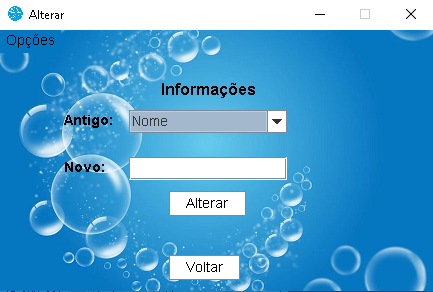 Alterar
Opções
Informações
Antigo: Nome
Novo:
Alterar
Voltar